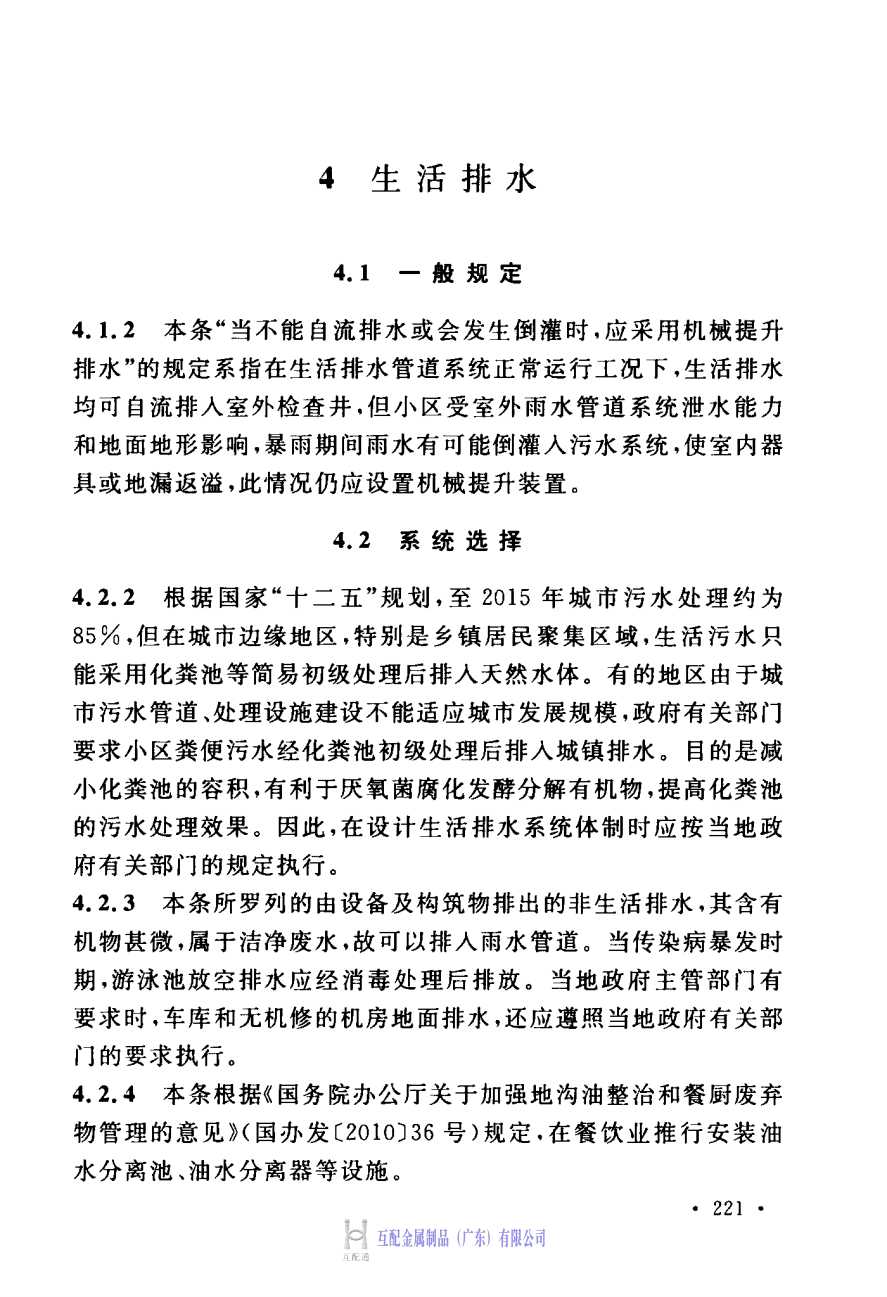 4 生活排水
4.1 一般规定
4.1.2 本条“当不能自流排水或会发生倒灌时,应采用机械提升
排水”的规定系指在生活排水管道系统正常运行工况下,生活排水
均可自流排入室外检查井,但小区受室外雨水管道系统泄水能力
和地面地形影响,暴雨期间雨水有可能倒灌入污水系统,使室内器
具或地漏返溢,此情况仍应设置机械提升装置。
4.2 系统选择
4.2.2 根据国家“十二五”规划,至 2015 年城市污水处理约为
85%,但在城市边缘地区,特别是乡镇居民聚集区域,生活污水只
能采用化粪池等简易初级处理后排入天然水体。有的地区由于城
市污水管道、处理设施建设不能适应城市发展规模,政府有关部门
要求小区粪便污水经化粪池初级处理后排入城镇排水。目的是减
小化粪池的容积,有利于厌氧菌腐化发酵分解有机物,提高化粪池
的污水处理效果。因此,在设计生活排水系统体制时应按当地政
府有关部门的规定执行。
4.2.3 本条所罗列的由设备及构筑物排出的非生活排水,其含有
机物甚微,属于洁净废水,故可以排入雨水管道。当传染病暴发时
期,游泳池放空排水应经消毒处理后排放。当地政府主管部门有
要求时,车库和无机修的机房地面排水,还应遵照当地政府有关部
门的要求执行。
4.2.4 本条根据《国务院办公厅关于加强地沟油整治和餐厨废弃
物管理的意见》(国办发〔2010〕36 号)规定,在餐饮业推行安装油
水分离池、油水分离器等设施。
• 221 •
互配金属制品（广东）有限公司
互配通